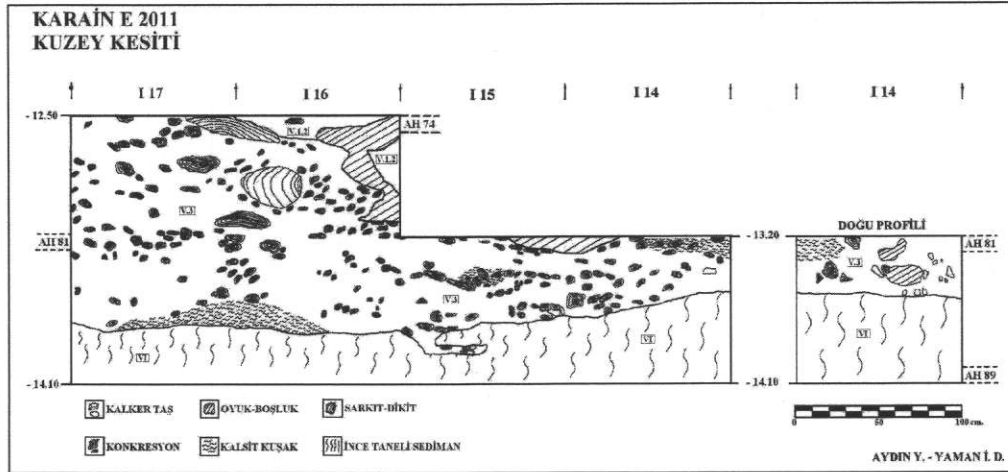 KARAİN E 2011
KUZEY KESİTİ
I 17 I 16 I 15 I 14 I 14
-12.50
AH 74
V.1.2
V.1.2
V.3
AH 81
-13.20
DOĞU PROFİLİ
AH 81
V.3
V.3
VI
VI
VI
-14.10
-14.10
AH 89
KALKER TAŞ OYUK-BOŞLUK SARKIT-DİKİT
KONKRESYON KALSİT KUŞAK İNCE TANELİ SEDİMAN
0 50 100 cm.
AYDIN Y. - YAMAN İ. D.